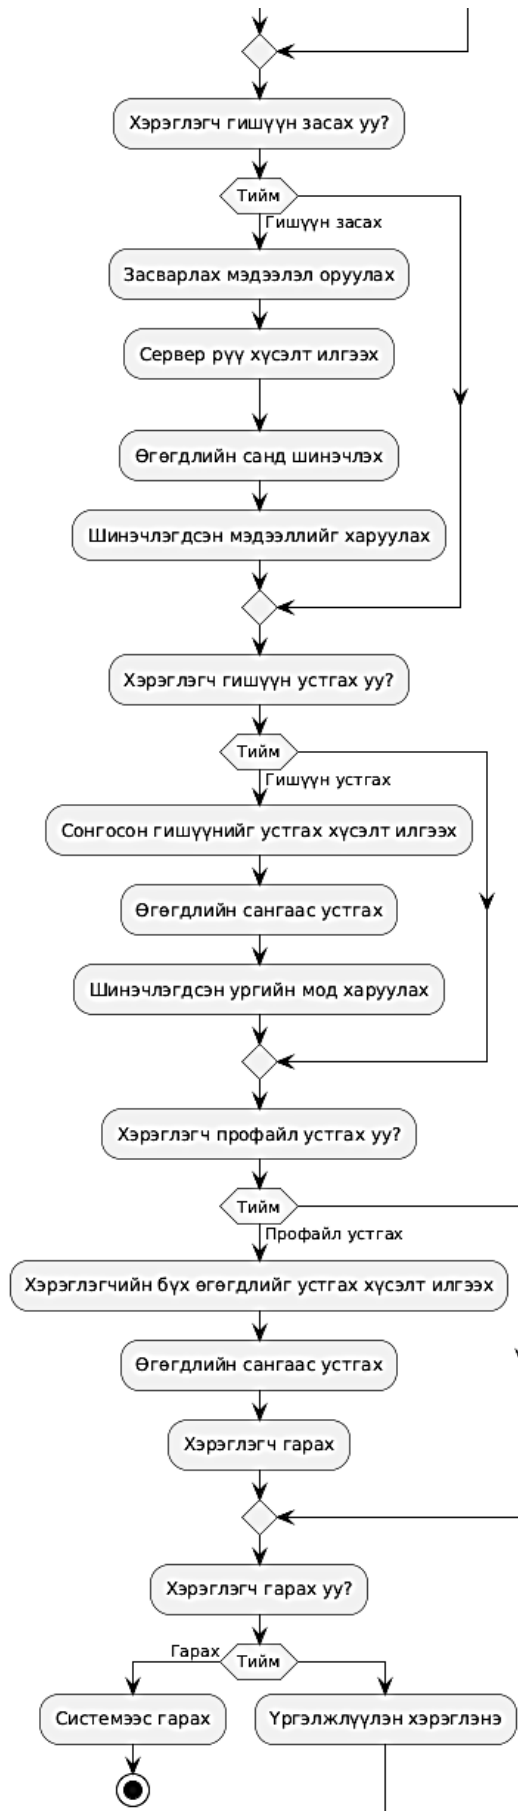 Хэрэглэгч гишүүн засах уу?
Тийм
Гишүүн засах
Засварлах мэдээлэл оруулах
Сервер рүү хүсэлт илгээх
Өгөгдлийн санд шинэчлэх
Шинэчлэгдсэн мэдээллийг харуулах
Хэрэглэгч гишүүн устгах уу?
Тийм
Гишүүн устгах
Сонгосон гишүүнийг устгах хүсэлт илгээх
Өгөгдлийн сангаас устгах
Шинэчлэгдсэн ургийн мод харуулах
Хэрэглэгч профайл устгах уу?
Тийм
Профайл устгах
Хэрэглэгчийн бүх өгөгдлийг устгах хүсэлт илгээх
Өгөгдлийн сангаас устгах
Хэрэглэгч гарах
Хэрэглэгч гарах уу?
Гарах
Тийм
Системээс гарах
Үргэлжлүүлэн хэрэглэнэ